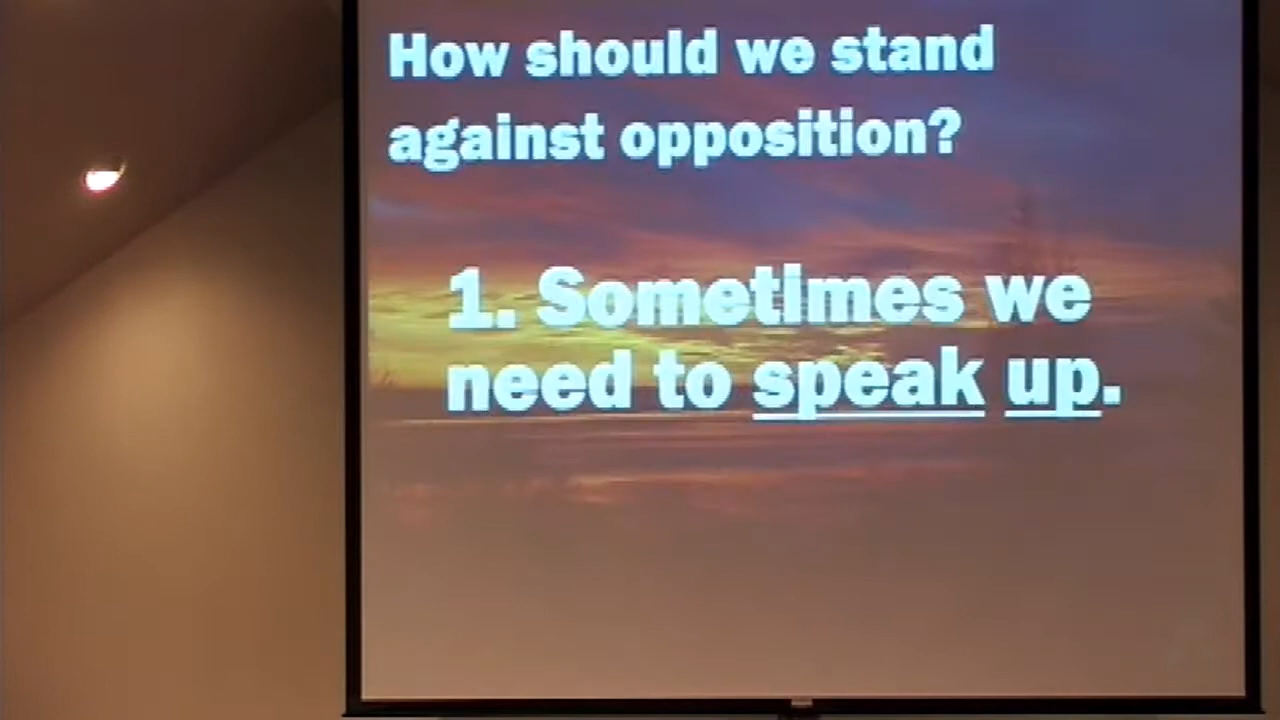 How should we stand
against opposition?
1. Sometimes we
need to speak up.